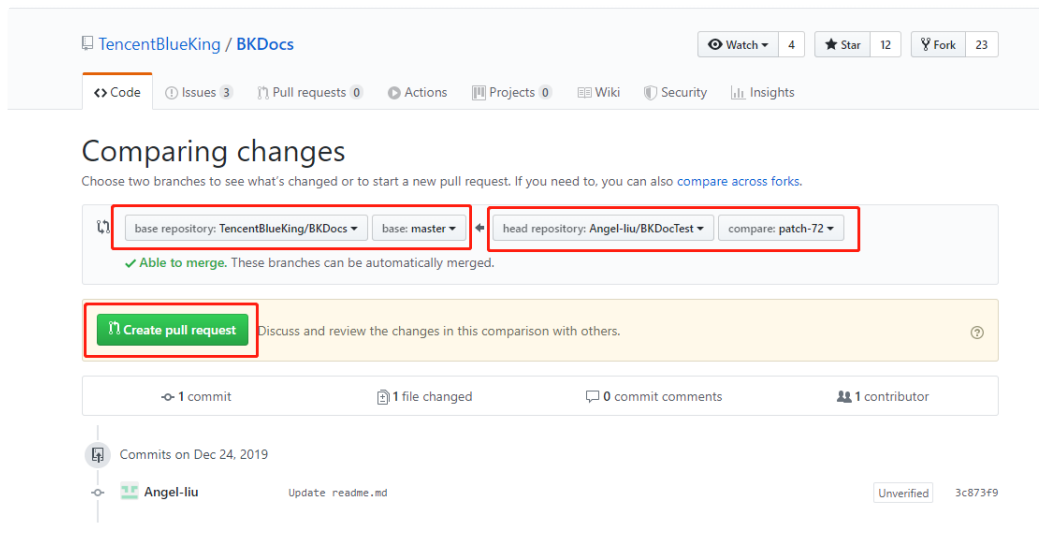 TencentBlueKing / BKDocs
Watch 4 Star 12 Fork 23
Code Issues 3 Pull requests 0 Actions Projects 0 Wiki Security Insights
Comparing changes
Choose two branches to see what's changed or to start a new pull request. If you need to, you can also compare across forks.
base repository: TencentBlueKing/BKDocs base: master head repository: Angel-liu/BKDocTest compare: patch-72
Able to merge. These branches can be automatically merged.
Create pull request Discuss and review the changes in this comparison with others.
1 commit 1 file changed 0 commit comments 1 contributor
Commits on Dec 24, 2019
Angel-liu Update readme.md Unverified 3c873f9